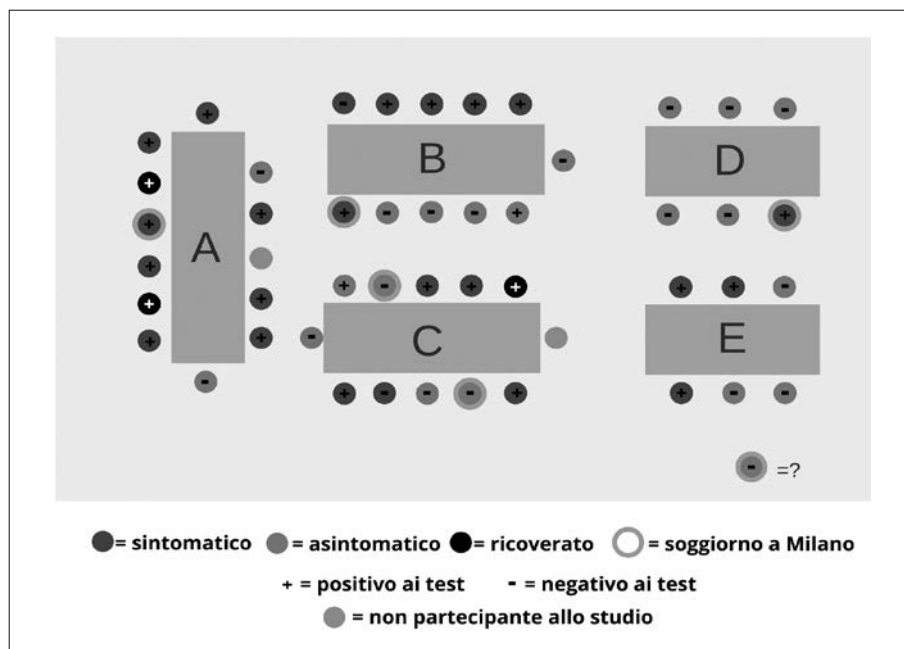 A
B
C
D
E
=?
= sintomatico = asintomatico = ricoverato = soggiorno a Milano
+ = positivo ai test - = negativo ai test
= non partecipante allo studio